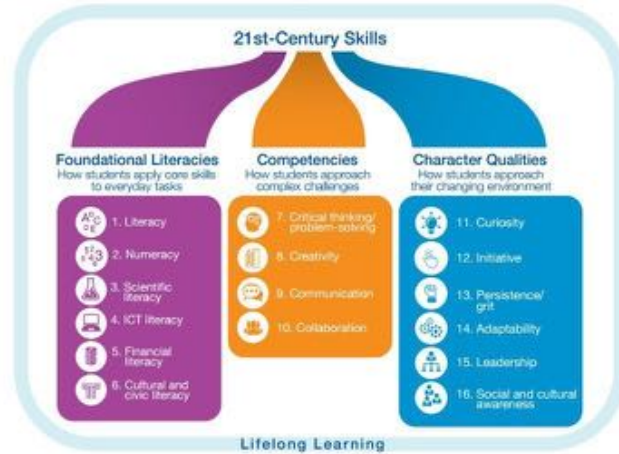 21st-Century Skills
Foundational Literacies
How students apply core skills
to everyday tasks
1. Literacy
2. Numeracy
3. Scientific
literacy
4. ICT literacy
5. Financial
literacy
6. Cultural and
civic literacy
Competencies
How students approach
complex challenges
7. Critical thinking/
problem-solving
8. Creativity
9. Communication
10. Collaboration
Character Qualities
How students approach
their changing environment
11. Curiosity
12. Initiative
13. Persistence/
grit
14. Adaptability
15. Leadership
16. Social and cultural
awareness
Lifelong Learning